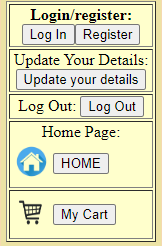 Login/register:
Log In Register
Update Your Details:
Update your details
Log Out: Log Out
Home Page:
HOME
My Cart